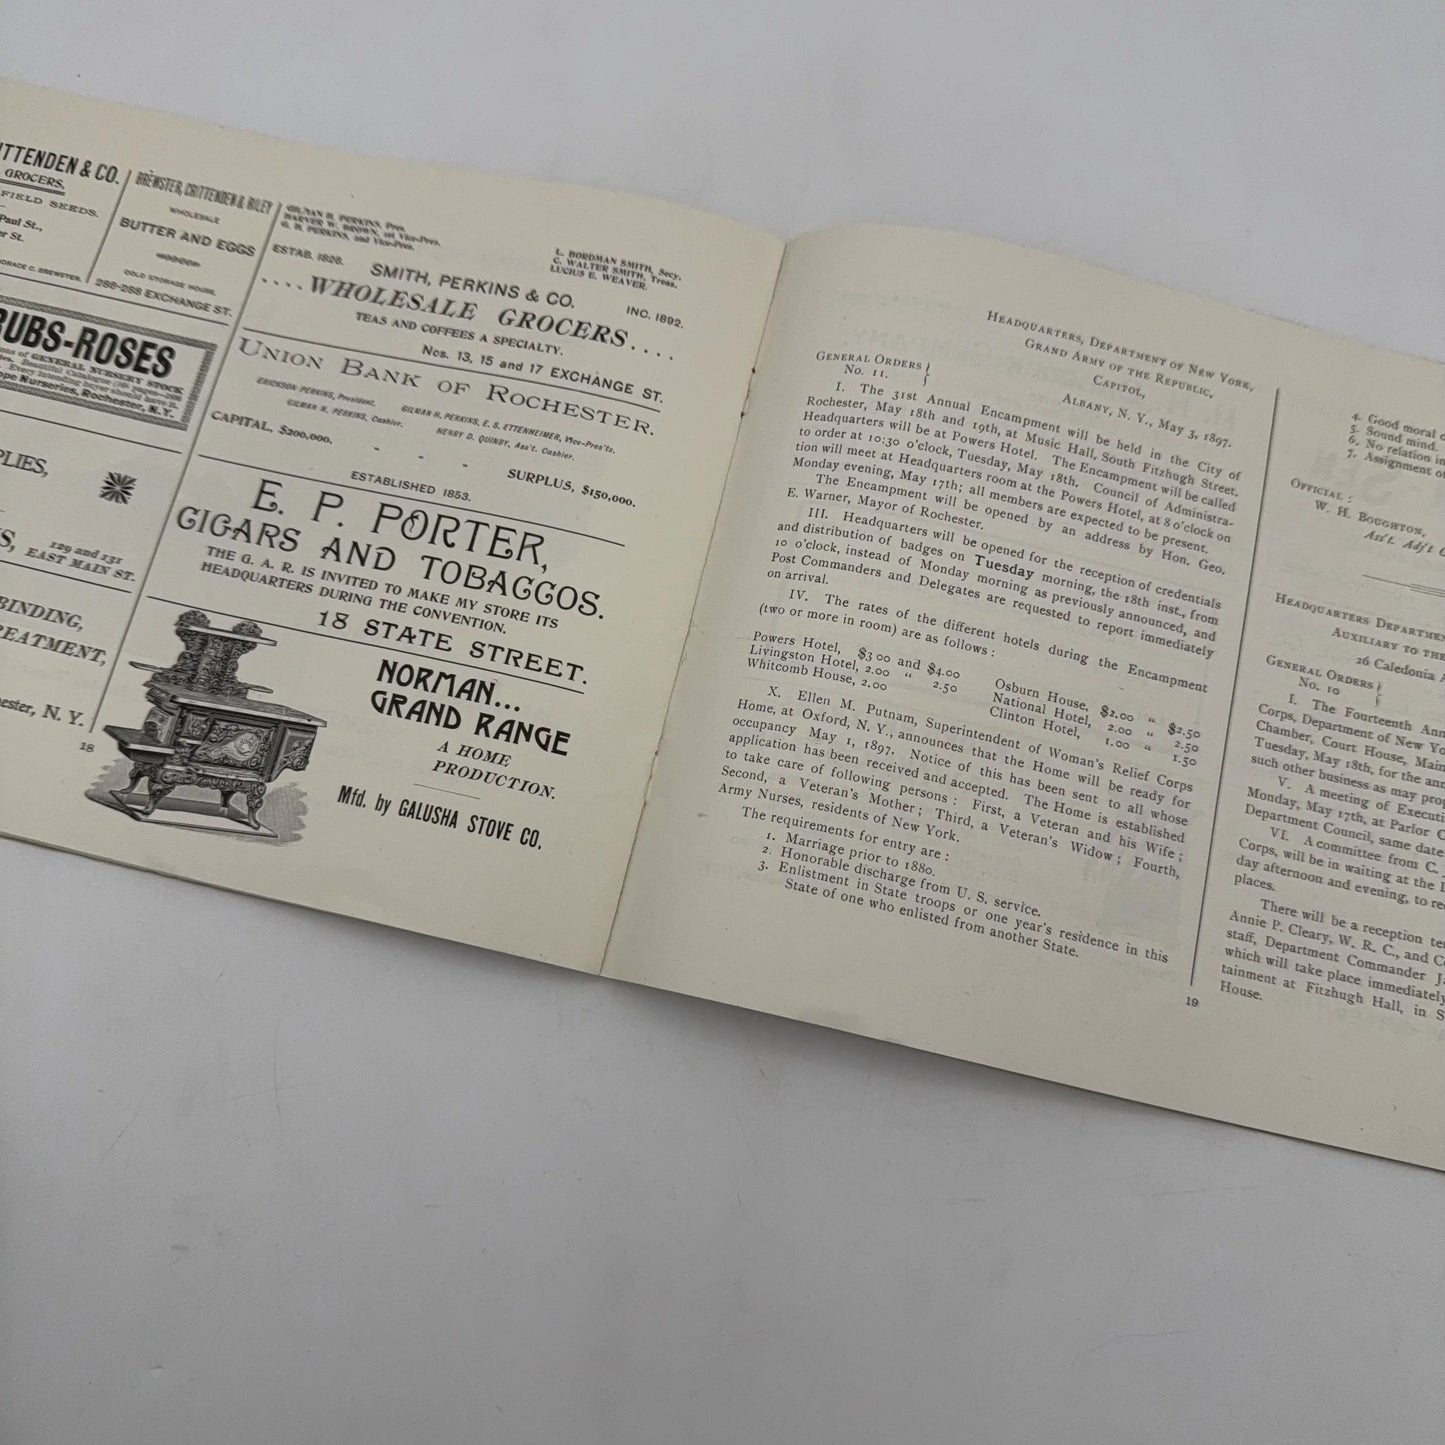 ITTENDEN & CO.
GROCERS.
FIELD SEEDS.
Paul St.,
er St.
ORACE C. BREWSTER.
BREWSTER, CRITTENDEN & RILEY
WHOLESALE
BUTTER AND EGGS
COLD STORAGE HOUSE.
286-288 EXCHANGE ST.
RUBS-ROSES
ions of GENERAL NURSERY STOCK
Rochester, N.Y.
PLIES,
129 and 131
EAST MAIN ST.
BINDING,
REATMENT,
hester, N. Y.
18
GILMAN H. PERKINS, Pres.
HARVEY W. BROWN, 1st Vice-Pres.
G. H. PERKINS, 2nd Vice-Pres.
L. BORDMAN SMITH, Secy.
C. WALTER SMITH, Treas.
LUCIUS E. WEAVER.
ESTAB. 1826.
SMITH, PERKINS & CO.
INC. 1892.
....WHOLESALE GROCERS....
TEAS AND COFFEES A SPECIALTY.
Nos. 13, 15 and 17 EXCHANGE ST.
UNION BANK OF ROCHESTER.
ERICKSON PERKINS, President.
GILMAN H. PERKINS, E. S. ETTENHEIMER, Vice-Pres'ts.
GILMAN N. PERKINS, Cashier.
HENRY D. QUINBY, Ass't. Cashier.
CAPITAL, $200,000. - - - SURPLUS, $150,000.
ESTABLISHED 1853.
E. P. PORTER,
CIGARS AND TOBACCOS.
THE G. A. R. IS INVITED TO MAKE MY STORE ITS
HEADQUARTERS DURING THE CONVENTION.
18 STATE STREET.
NORMAN...
GRAND RANGE
A HOME
PRODUCTION.
Mfd. by GALUSHA STOVE CO.
HEADQUARTERS, DEPARTMENT OF NEW YORK,
GRAND ARMY OF THE REPUBLIC,
CAPITOL,
ALBANY, N. Y., MAY 3, 1897.
GENERAL ORDERS }
No. 11. }
I. The 31st Annual Encampment will be held in the City of
Rochester, May 18th and 19th, at Music Hall, South Fitzhugh Street.
Headquarters will be at Powers Hotel. The Encampment will be called
to order at 10:30 o'clock, Tuesday, May 18th. Council of Administra-
tion will meet at Headquarters room at the Powers Hotel, at 8 o'clock on
Monday evening, May 17th; all members are expected to be present.
The Encampment will be opened by an address by Hon. Geo.
E. Warner, Mayor of Rochester.
III. Headquarters will be opened for the reception of credentials
and distribution of badges on Tuesday morning, the 18th inst., from
10 o'clock, instead of Monday morning as previously announced, and
Post Commanders and Delegates are requested to report immediately
on arrival.
IV. The rates of the different hotels during the Encampment
(two or more in room) are as follows:
Powers Hotel, $3 00 and $4.00 Osburn House. $2.00 " $2.50
Livingston Hotel, 2.00 " 2.50 National Hotel, 2.00 " 2.50
Whitcomb House, 2.00 Clinton Hotel, 1.00 " 1.50
X. Ellen M. Putnam, Superintendent of Woman's Relief Corps
Home, at Oxford, N. Y., announces that the Home will be ready for
occupancy May 1, 1897. Notice of this has been sent to all whose
application has been received and accepted. The Home is established
to take care of following persons: First, a Veteran and his Wife;
Second, a Veteran's Mother; Third, a Veteran's Widow; Fourth,
Army Nurses, residents of New York.
The requirements for entry are:
1. Marriage prior to 1880.
2. Honorable discharge from U. S. service.
3. Enlistment in State troops or one year's residence in this
State of one who enlisted from another State.
19
4. Good moral c
5. Sound mind.
6. No relation in
7. Assignment of
OFFICIAL:
W. H. BOUGHTON,
Ass't. Adj't G
HEADQUARTERS DEPARTMEN
AUXILIARY TO THE
26 Caledonia A
GENERAL ORDERS }
No. 10 }
I. The Fourteenth Ann
Corps, Department of New Yo
Chamber, Court House, Main
Tuesday, May 18th, for the ann
such other business as may prop
V. A meeting of Executi
Monday, May 17th, at Parlor C
Department Council, same date
VI. A committee from C.
Corps, will be in waiting at the
day afternoon and evening, to re
places.
There will be a reception te
Annie P. Cleary, W. R. C., and C
staff, Department Commander J
which will take place immediately
tainment at Fitzhugh Hall, in S
House.